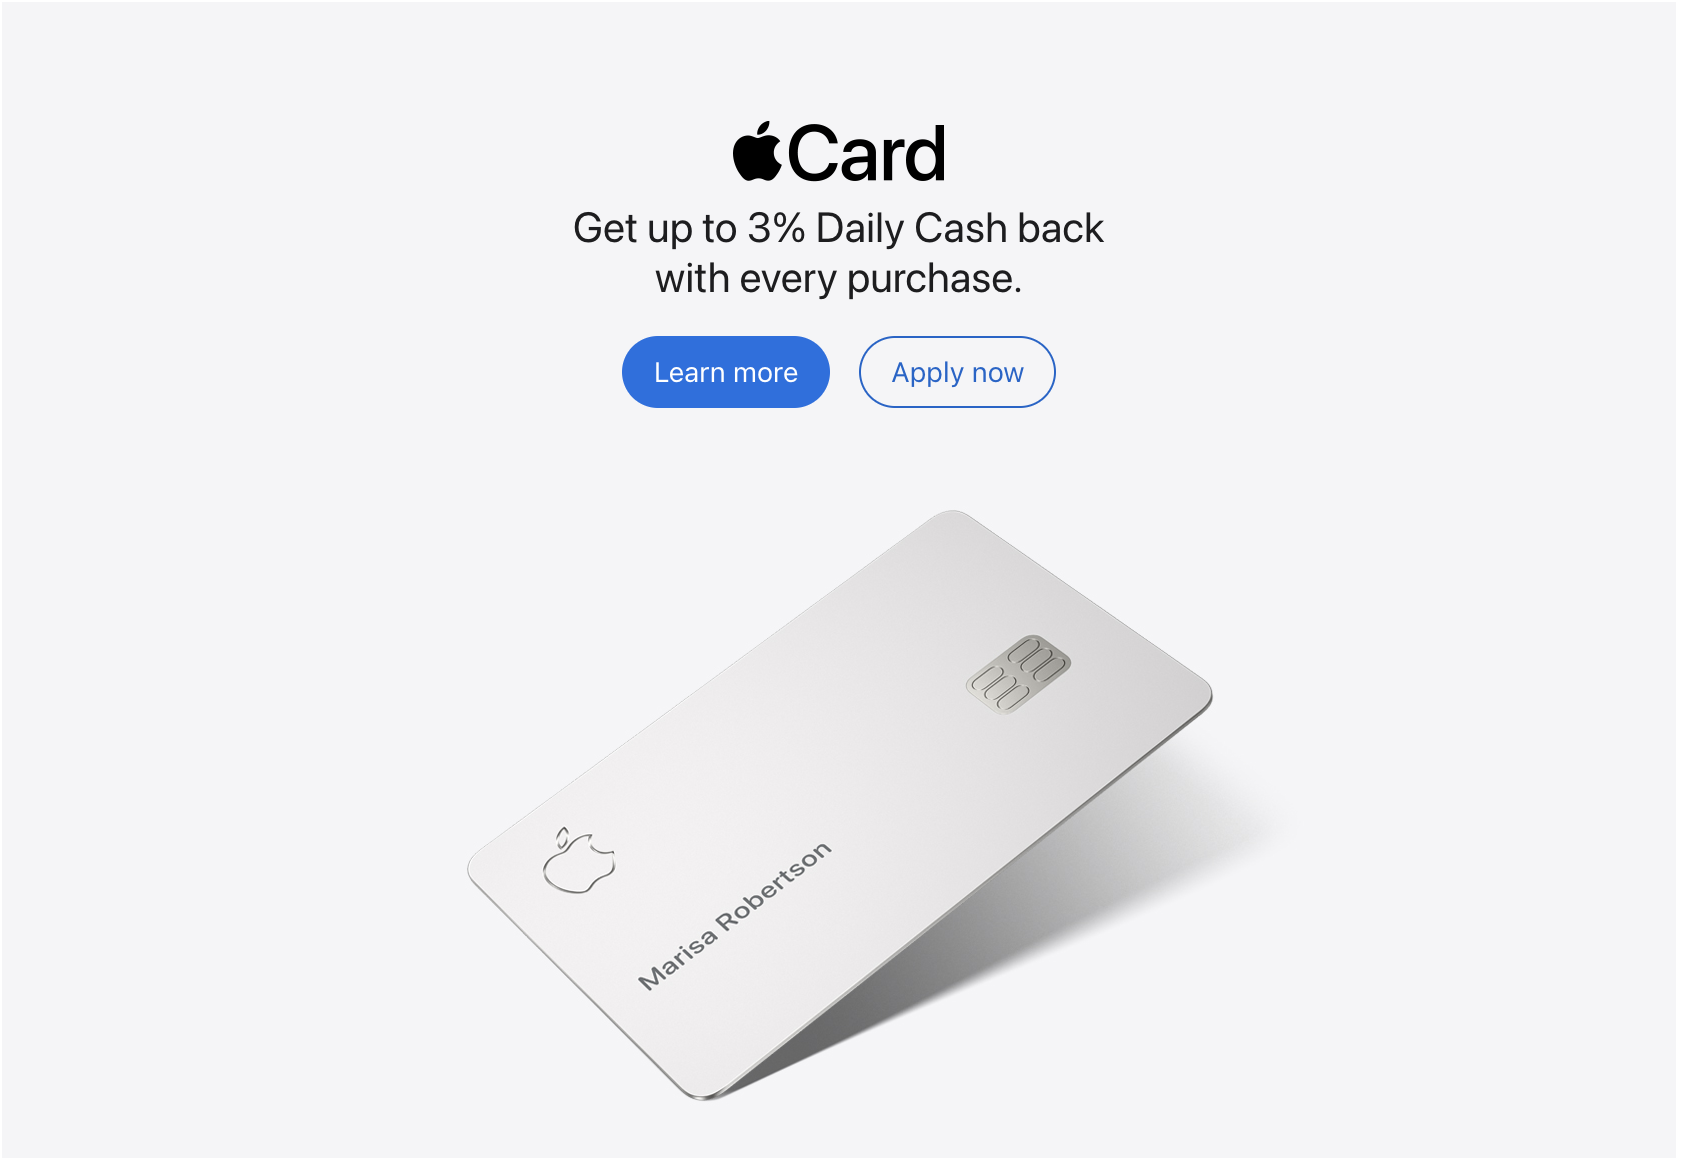 Card
Get up to 3% Daily Cash back
with every purchase.
Learn more
Apply now
Marisa Robertson